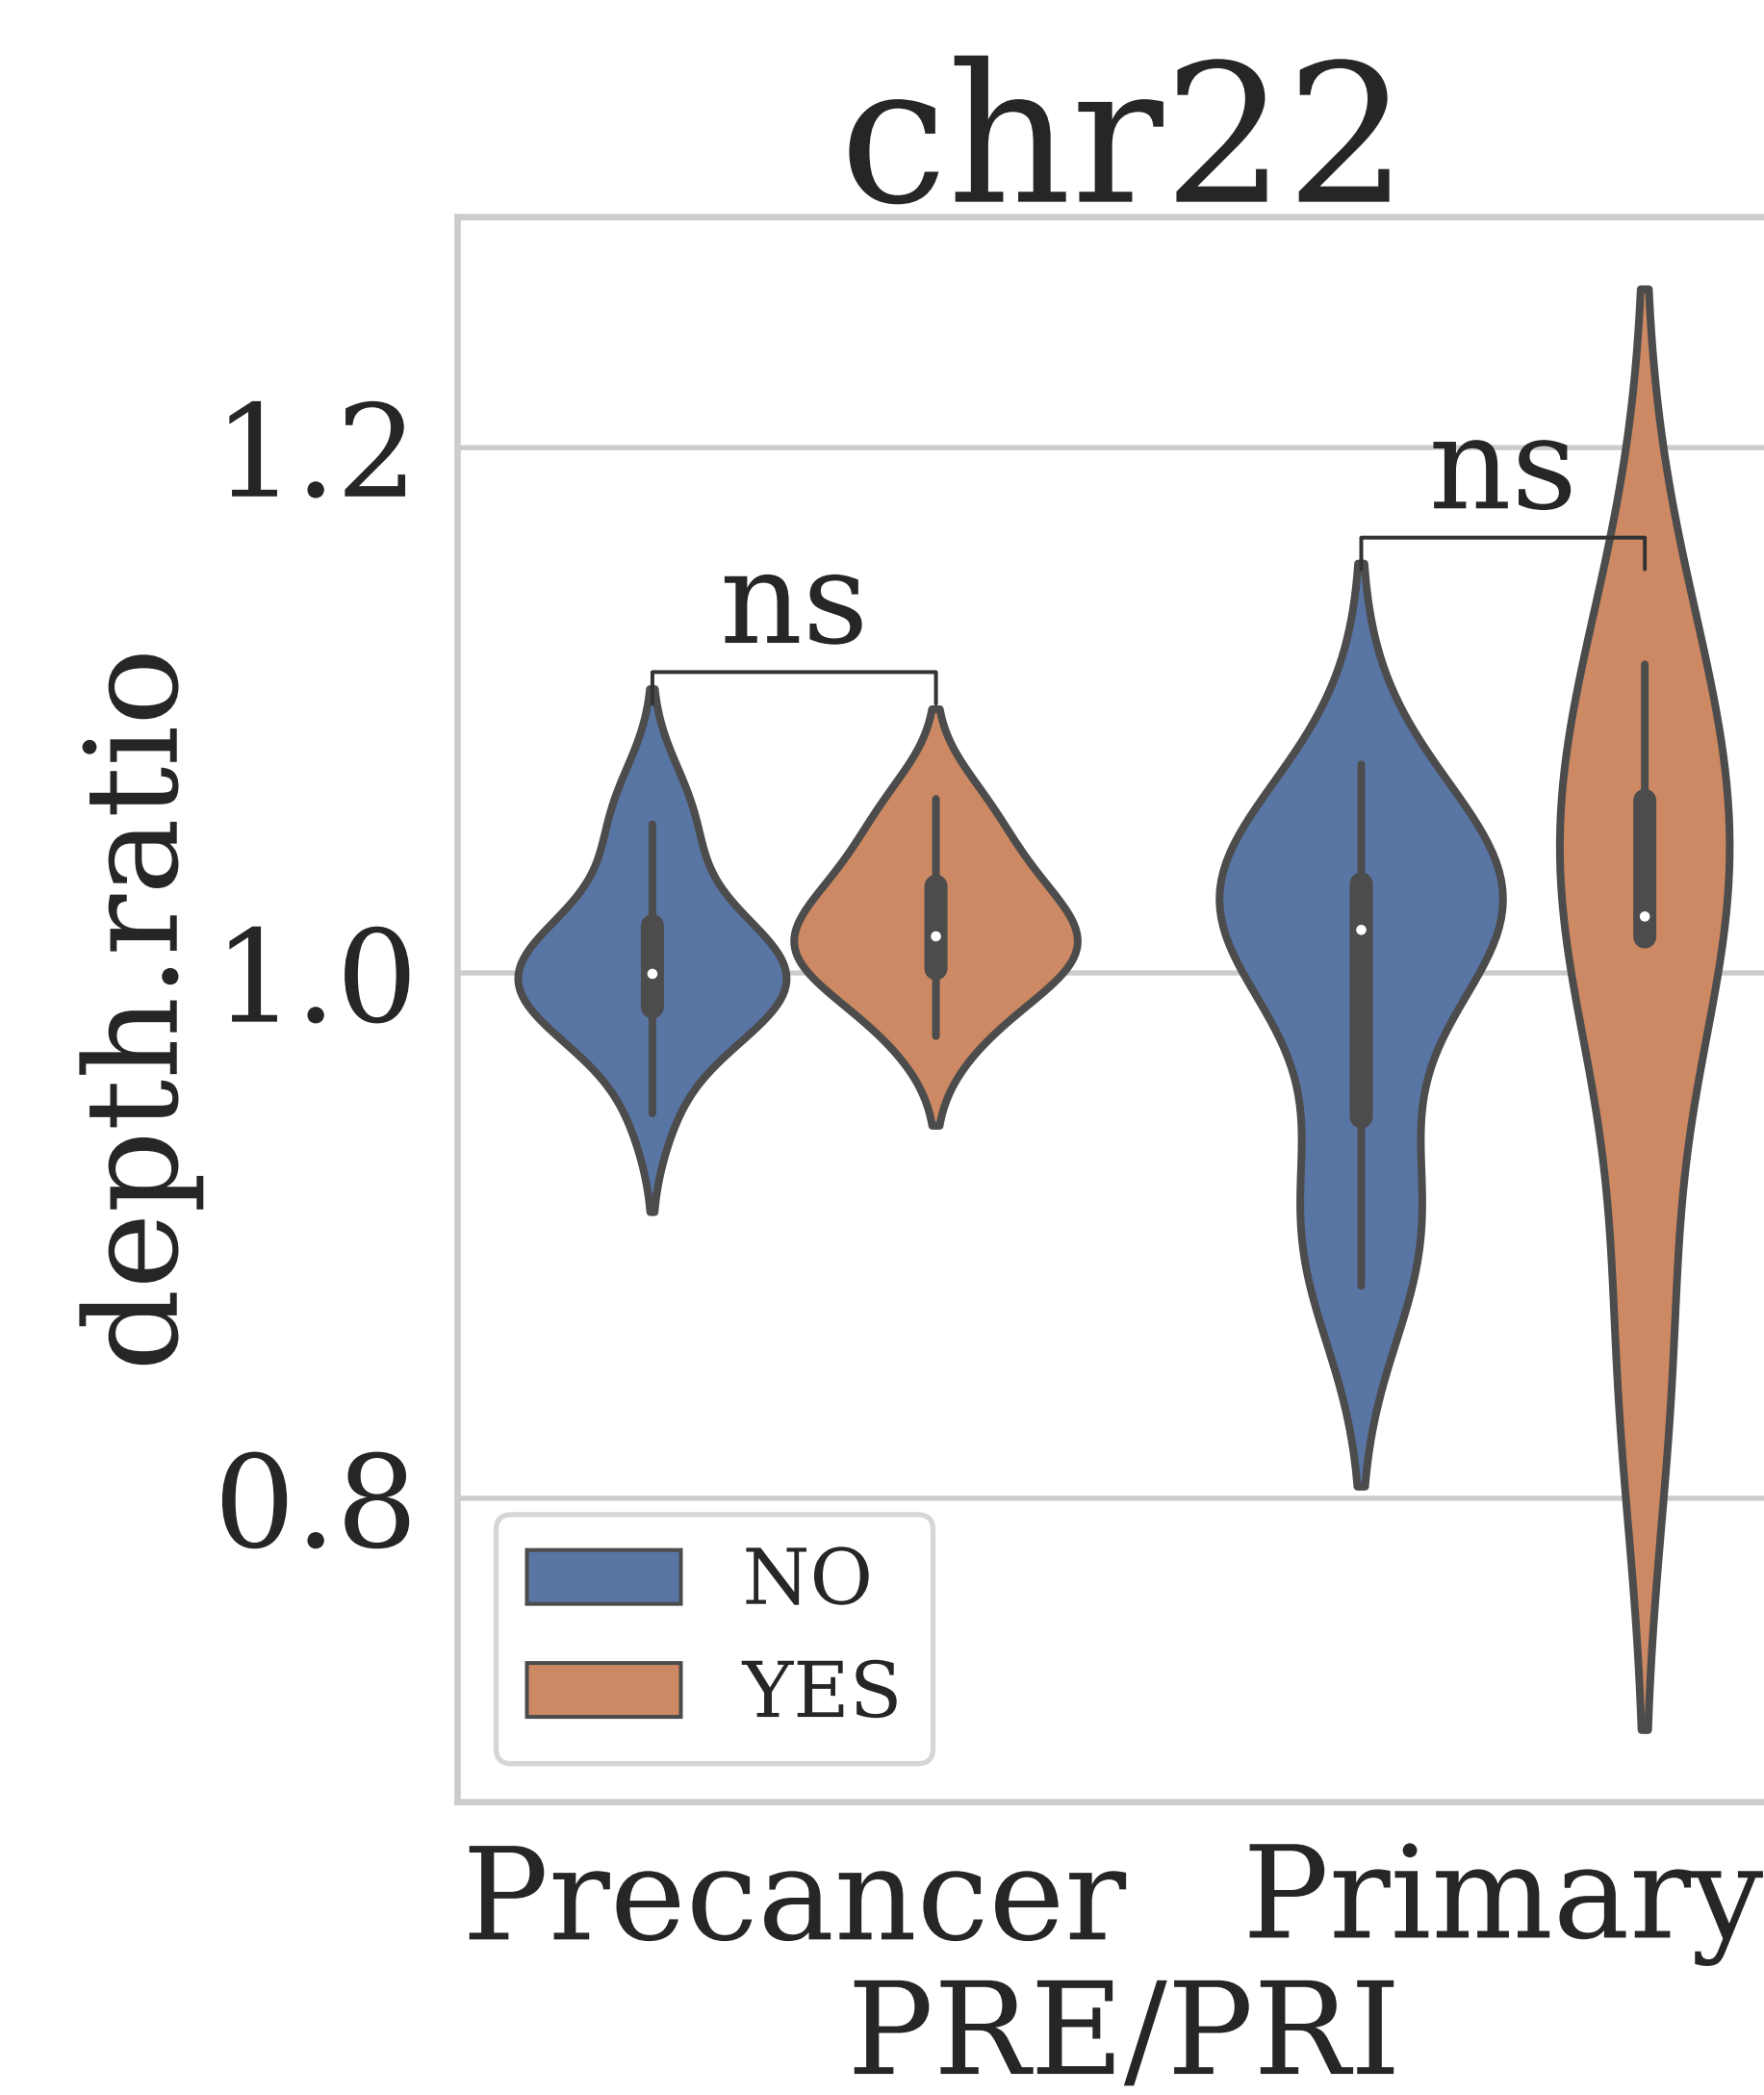 chr22
1.2
ns
ns
depth.ratio
1.0
0.8
NO
YES
Precancer Primary
PRE/PRI